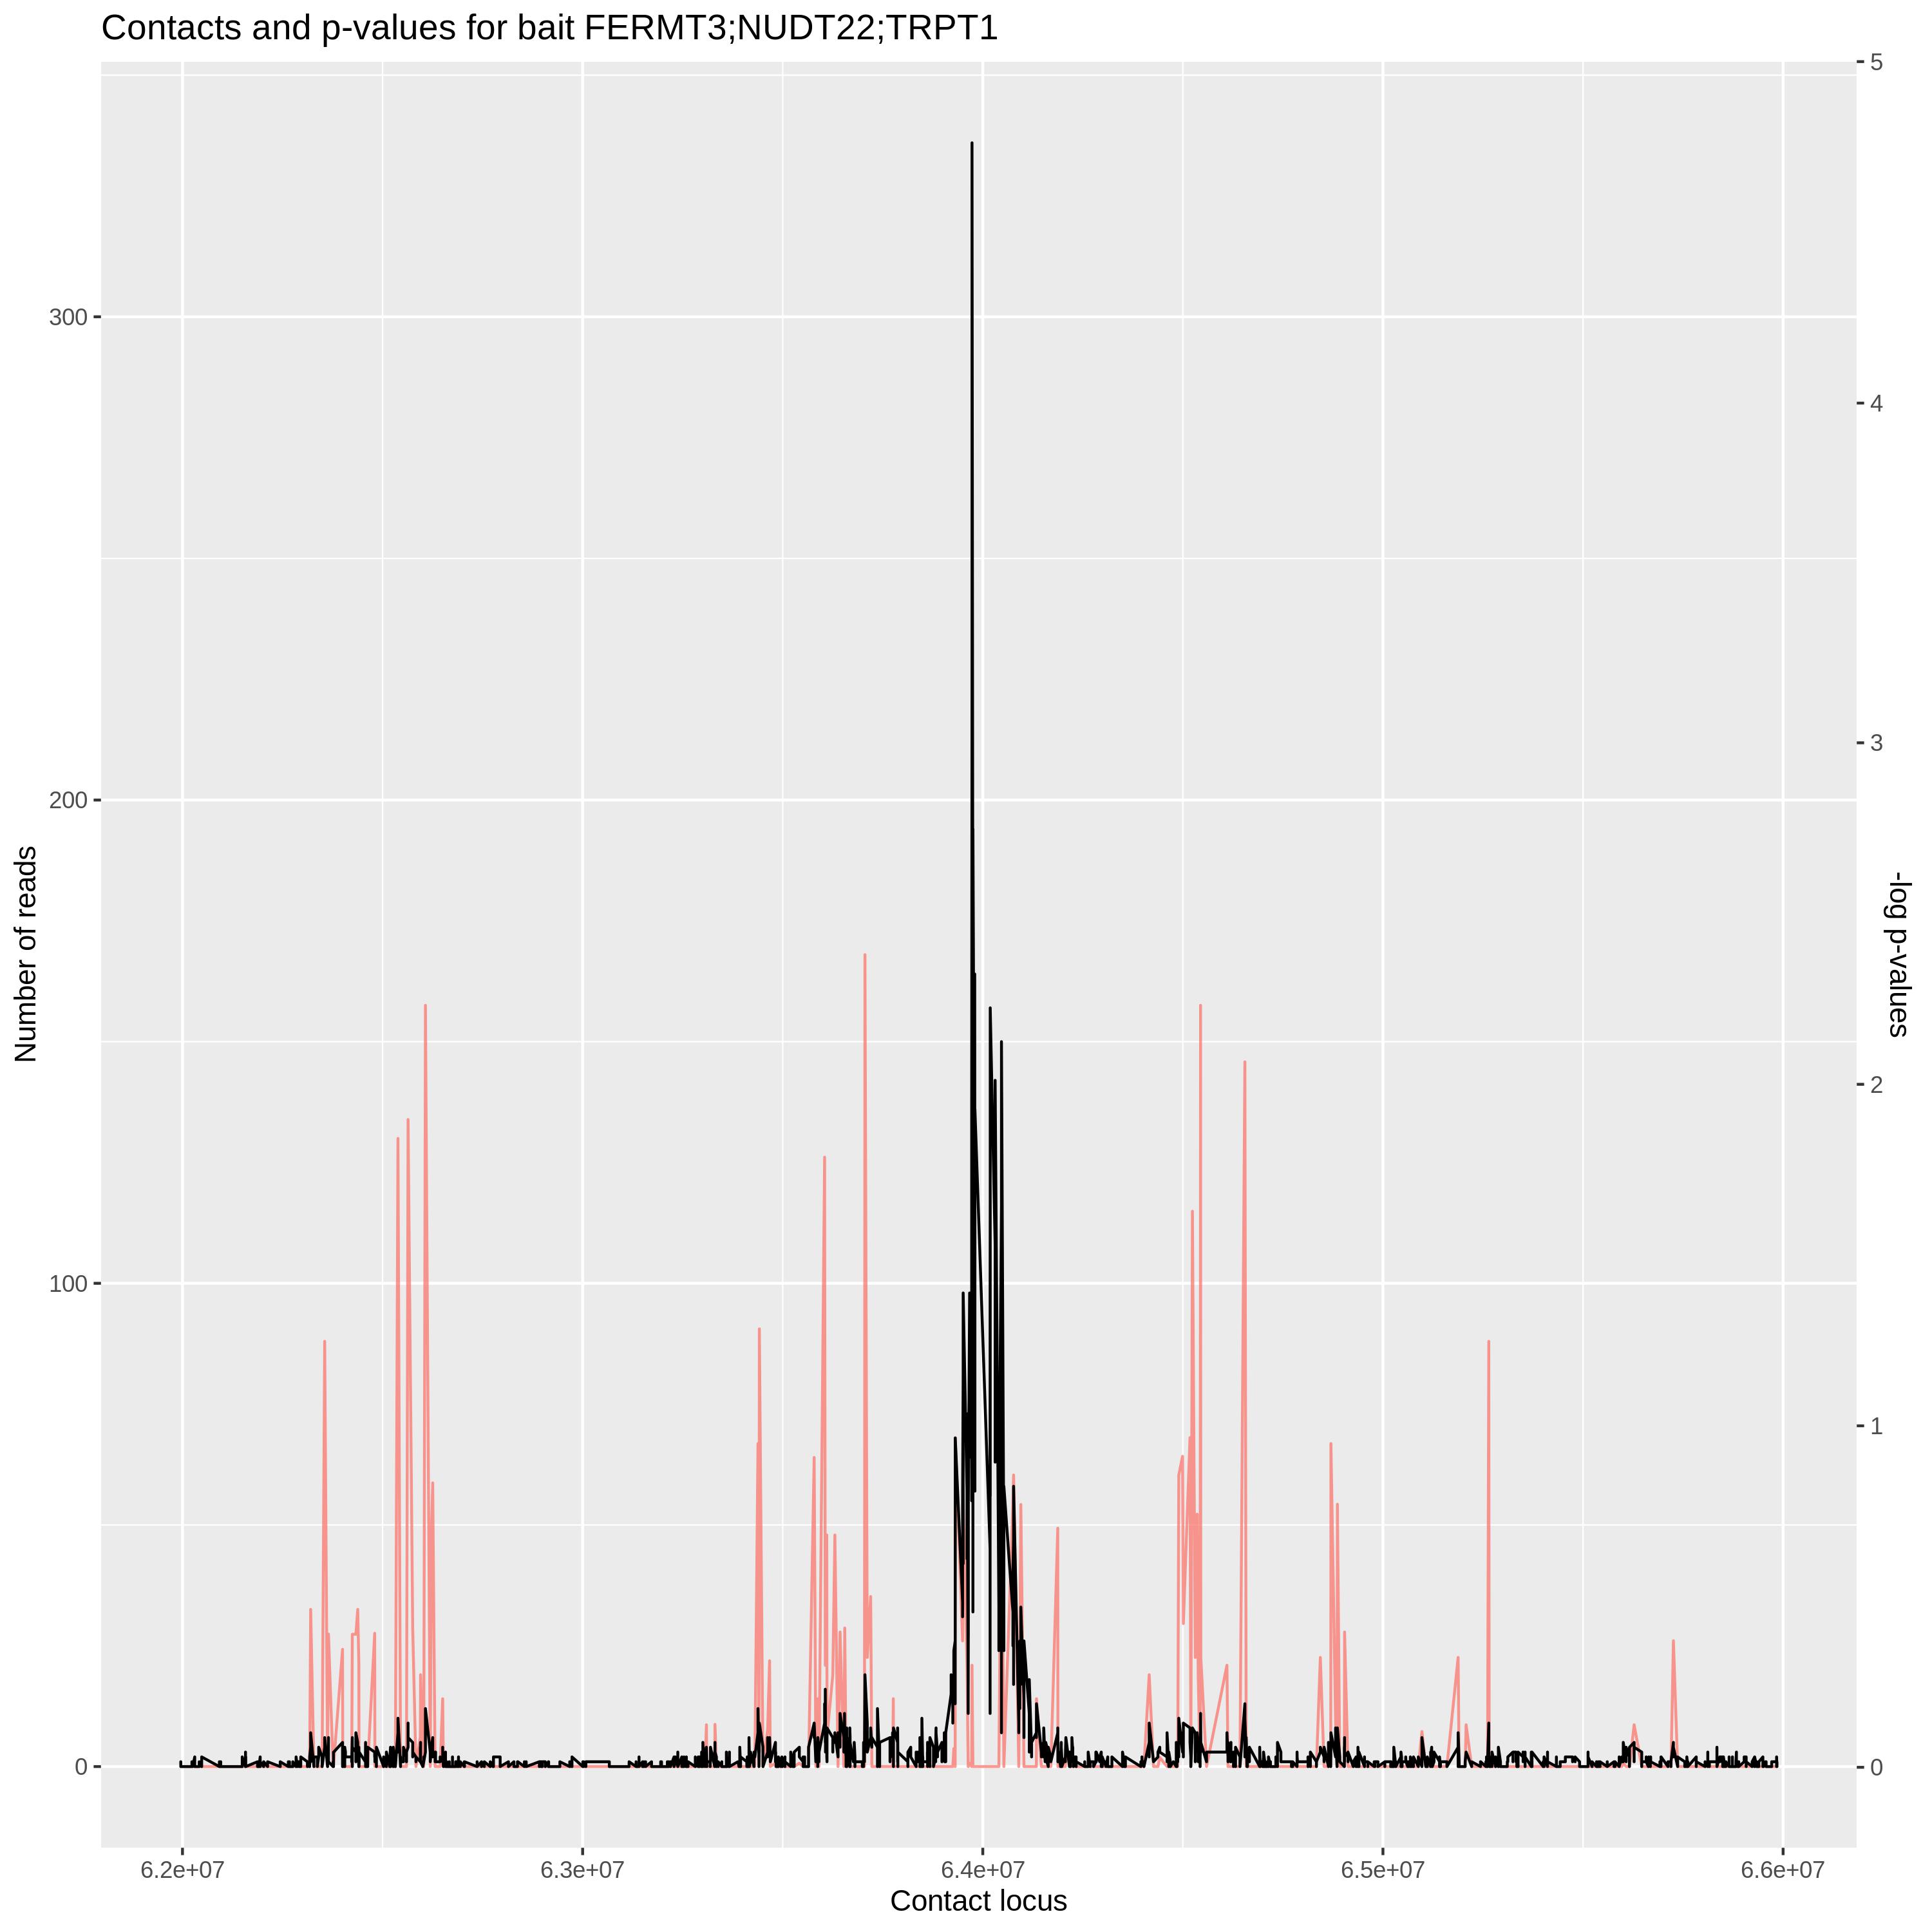 Contacts and p-values for bait FERMT3;NUDT22;TRPT1
Number of reads
300
200
100
0
5
4
3
2
1
0
-log p-values
6.2e+07
6.3e+07
6.4e+07
6.5e+07
6.6e+07
Contact locus